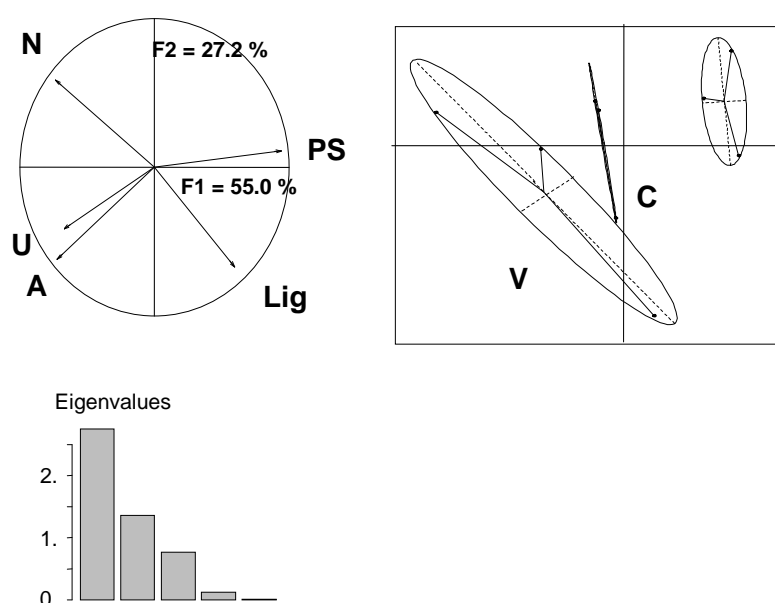 N
F2 = 27.2 %
PS
F1 = 55.0 %
U
A
Lig
C
V
Eigenvalues
2.
1.
0